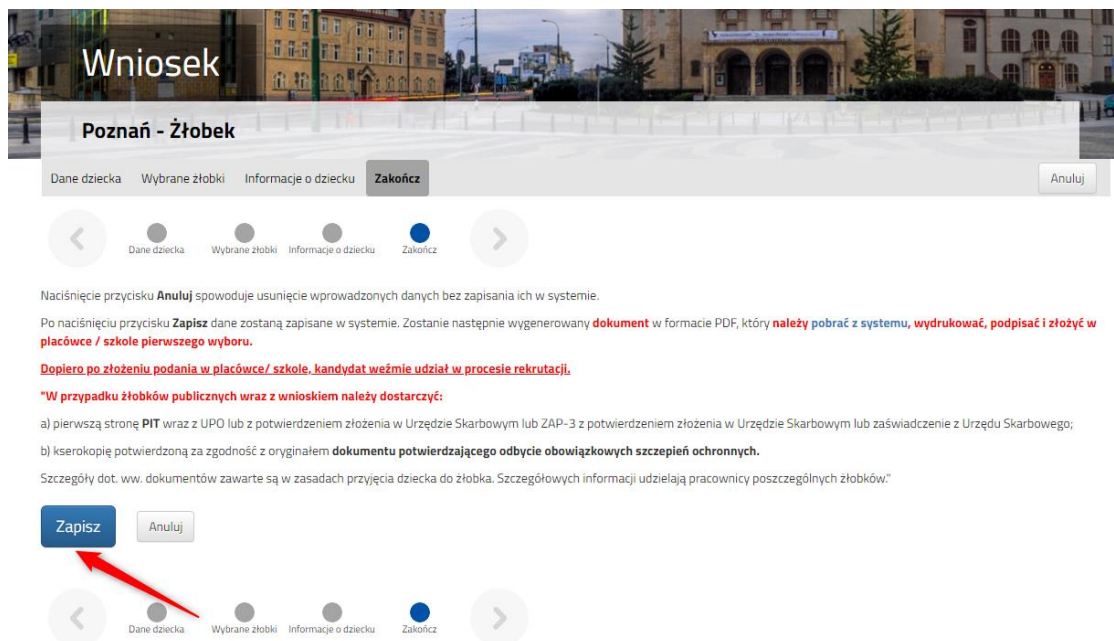 Wniosek
Poznań - Żłobek
Dane dziecka Wybrane żłobki Informacje o dziecku Zakończ Anuluj
Dane dziecka Wybrane żłobki Informacje o dziecku Zakończ
Naciśnięcie przycisku Anuluj spowoduje usunięcie wprowadzonych danych bez zapisania ich w systemie.
Po naciśnięciu przycisku Zapisz dane zostaną zapisane w systemie. Zostanie następnie wygenerowany dokument w formacie PDF, który należy pobrać z systemu, wydrukować, podpisać i złożyć w
placówce / szkole pierwszego wyboru.
Dopiero po złożeniu podania w placówce/ szkole, kandydat weźmie udział w procesie rekrutacji.
"W przypadku żłobków publicznych wraz z wnioskiem należy dostarczyć:
a) pierwszą stronę PIT wraz z UPO lub z potwierdzeniem złożenia w Urzędzie Skarbowym lub ZAP-3 z potwierdzeniem złożenia w Urzędzie Skarbowym lub zaświadczenie z Urzędu Skarbowego;
b) kserokopię potwierdzoną za zgodność z oryginałem dokumentu potwierdzającego odbycie obowiązkowych szczepień ochronnych.
Szczegóły dot. ww. dokumentów zawarte są w zasadach przyjęcia dziecka do żłobka. Szczegółowych informacji udzielają pracownicy poszczególnych żłobków."
Zapisz Anuluj
Dane dziecka Wybrane żłobki Informacje o dziecku Zakończ